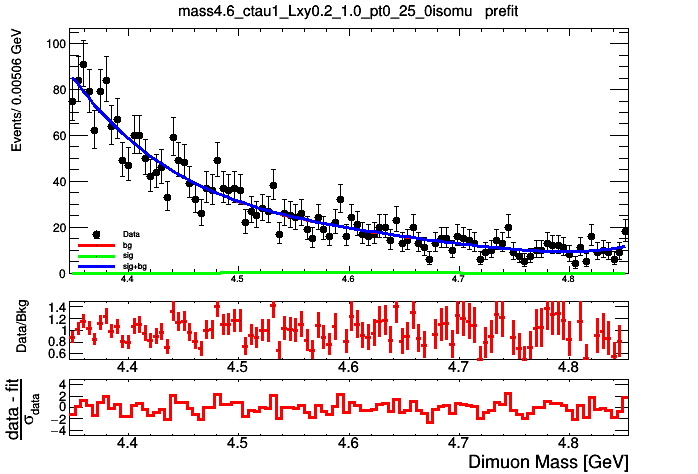 mass4.6_ctau1_Lxy0.2_1.0_pt0_25_0isomu prefit
Events/ 0.00506 GeV
100
80
60
40
20
0
Data
bg
sig
sig+bg
4.4 4.5 4.6 4.7 4.8
Data/Bkg
1.4
1.2
1
0.8
0.6
4.4 4.5 4.6 4.7 4.8
data - fit
σdata
4
2
0
−2
−4
4.4 4.5 4.6 4.7 4.8
Dimuon Mass [GeV]